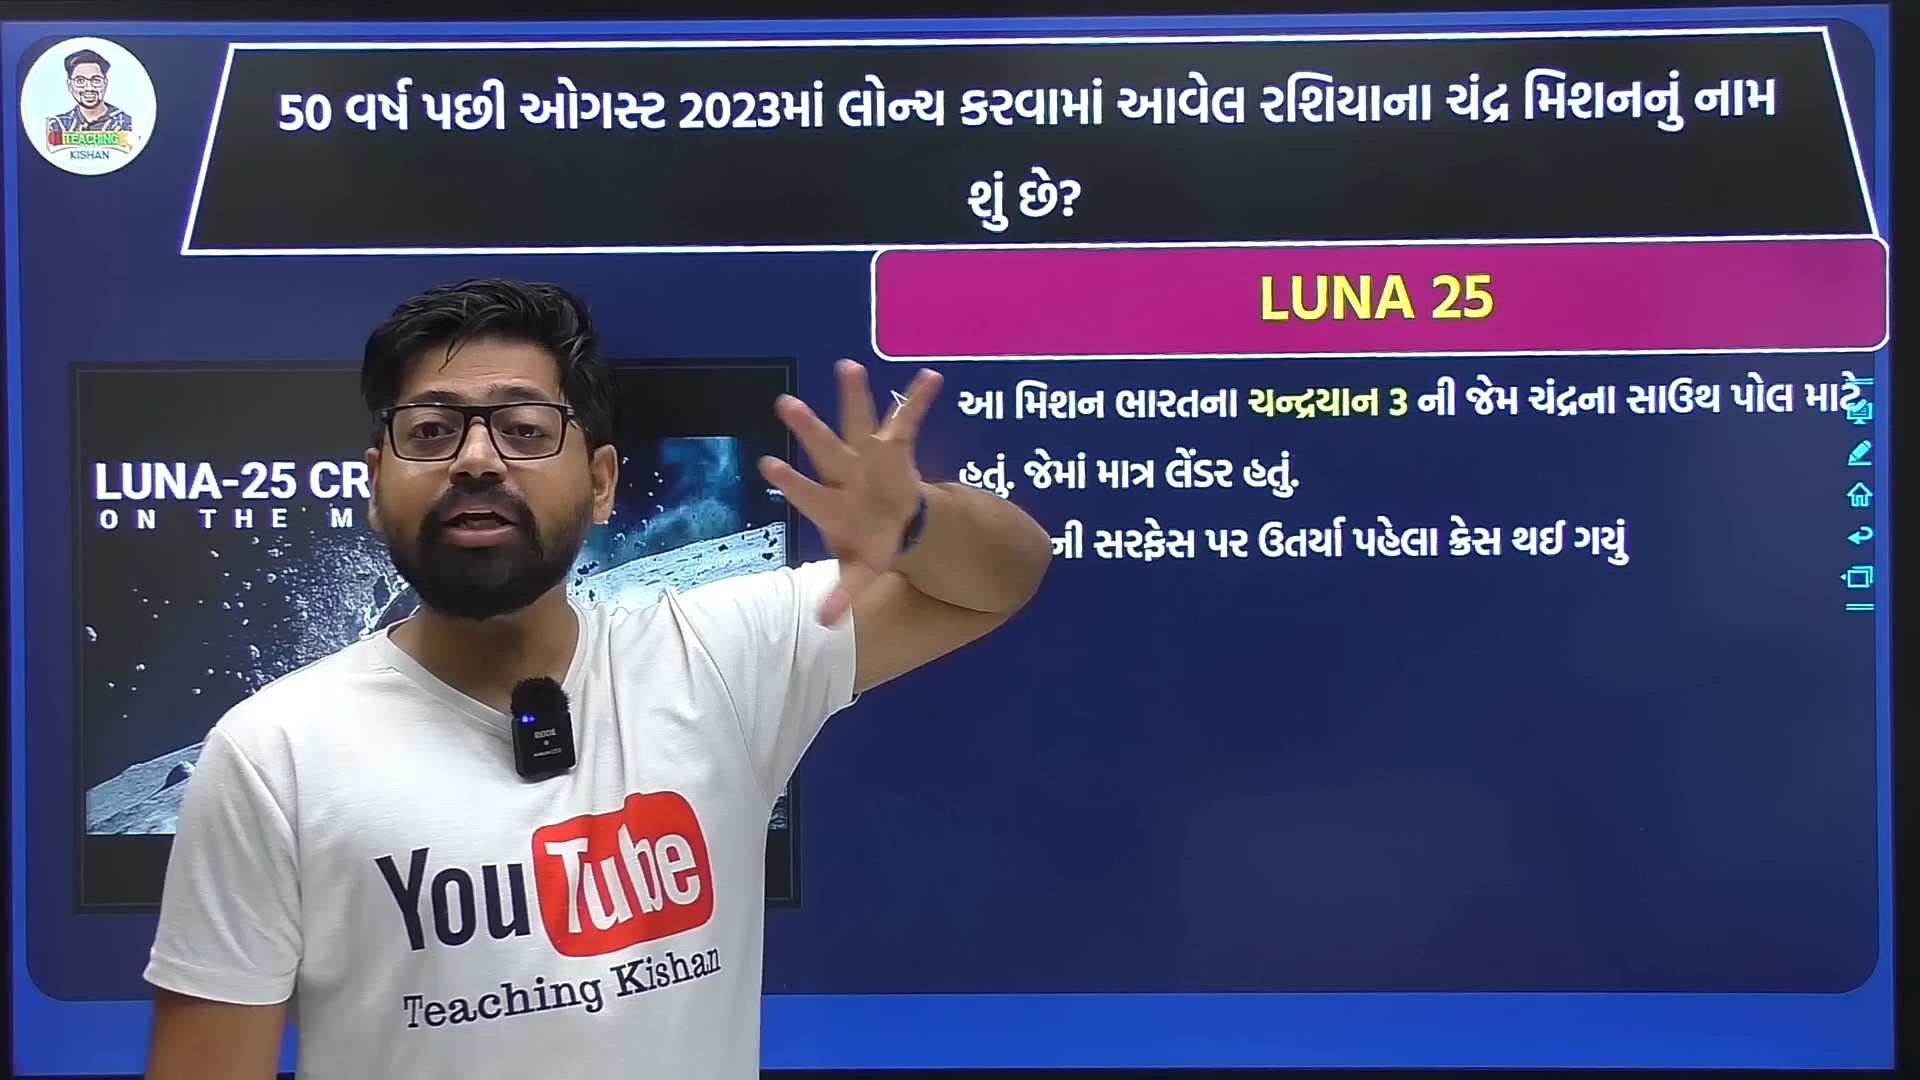 TEACHING
KISHAN
50 વર્ષ પછી ઓગસ્ટ 2023માં લોન્ચ કરવામાં આવેલ રશિયાના ચંદ્ર મિશનનું નામ
શું છે?
LUNA 25
આ મિશન ભારતના ચન્દ્રયાન 3 ની જેમ ચંદ્રના સાઉથ પોલ માટે
હતું. જેમાં માત્ર લેંડર હતું.
ની સરફેસ પર ઉતર્યા પહેલા ક્રેસ થઈ ગયું
LUNA-25 CR
ON THE M
RODE
YouTube
Teaching Kishan